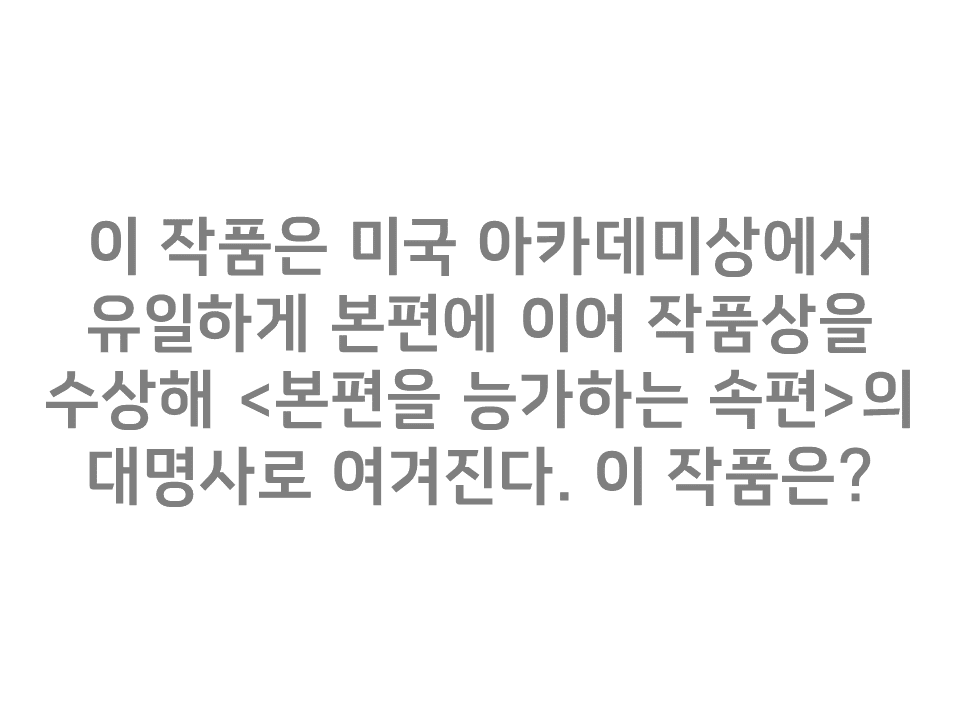 이 작품은 미국 아카데미상에서
유일하게 본편에 이어 작품상을
수상해 <본편을 능가하는 속편>의
대명사로 여겨진다. 이 작품은?